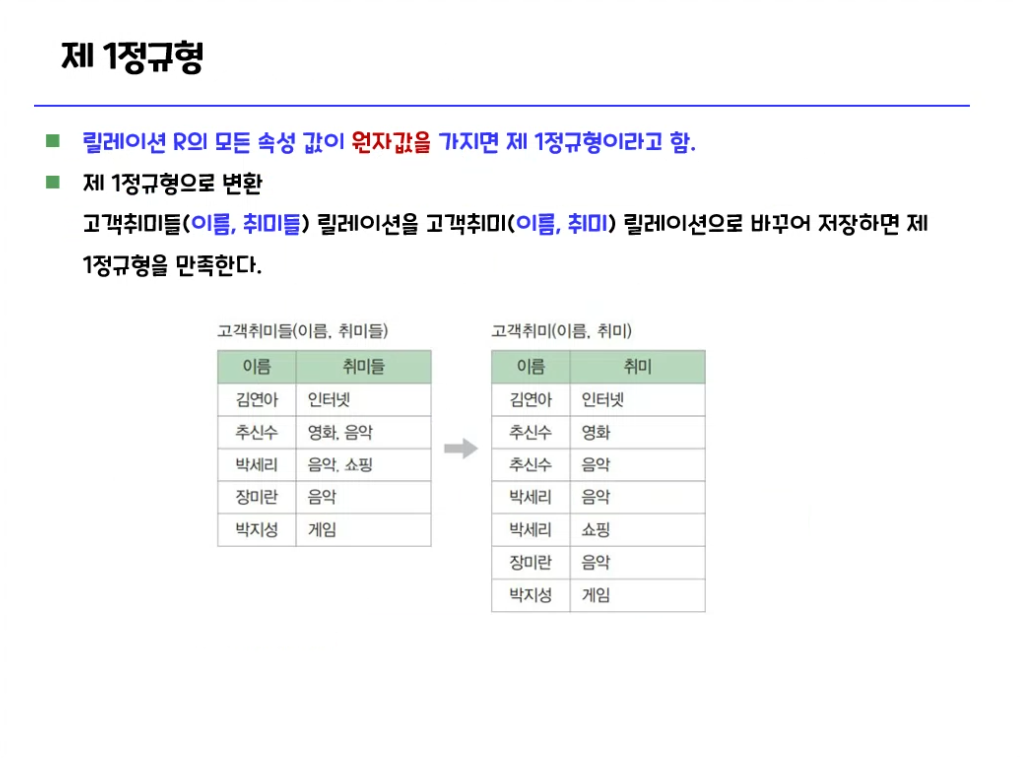 제 1정규형
릴레이션 R의 모든 속성 값이 원자값을 가지면 제 1정규형이라고 함.
제 1정규형으로 변환
고객취미들(이름, 취미들) 릴레이션을 고객취미(이름, 취미) 릴레이션으로 바꾸어 저장하면 제
1정규형을 만족한다.
고객취미들(이름, 취미들)
이름 취미들
김연아 인터넷
추신수 영화, 음악
박세리 음악, 쇼핑
장미란 음악
박지성 게임
고객취미(이름, 취미)
이름 취미
김연아 인터넷
추신수 영화
추신수 음악
박세리 음악
박세리 쇼핑
장미란 음악
박지성 게임